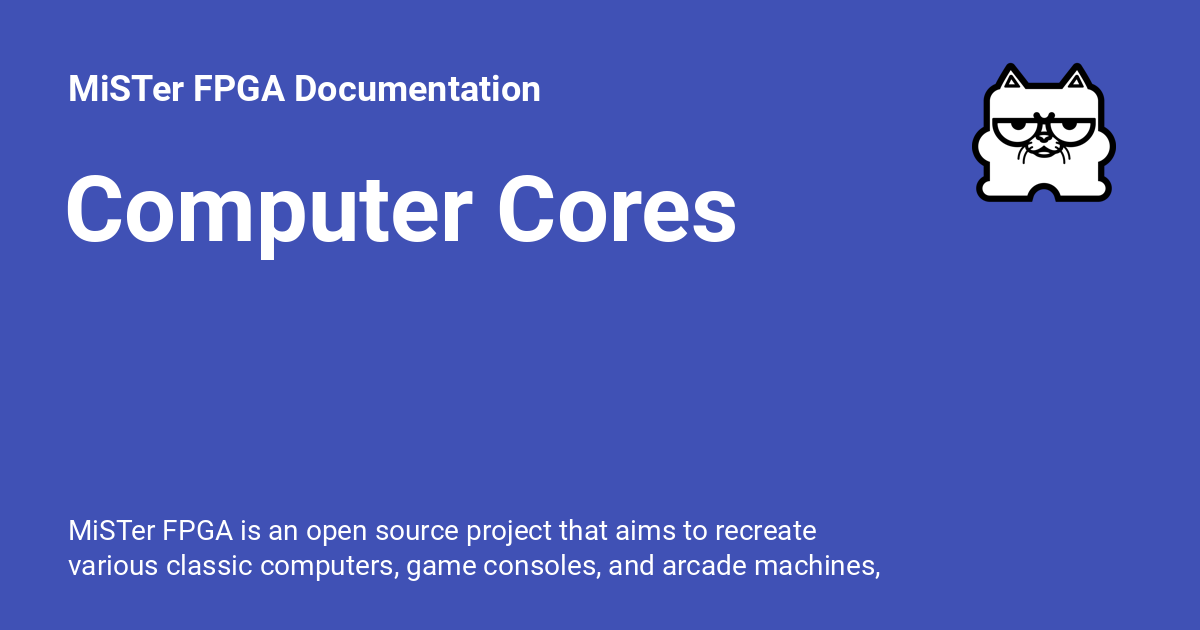 MiSTer FPGA Documentation
Computer Cores
MiSTer FPGA is an open source project that aims to recreate
various classic computers, game consoles, and arcade machines,